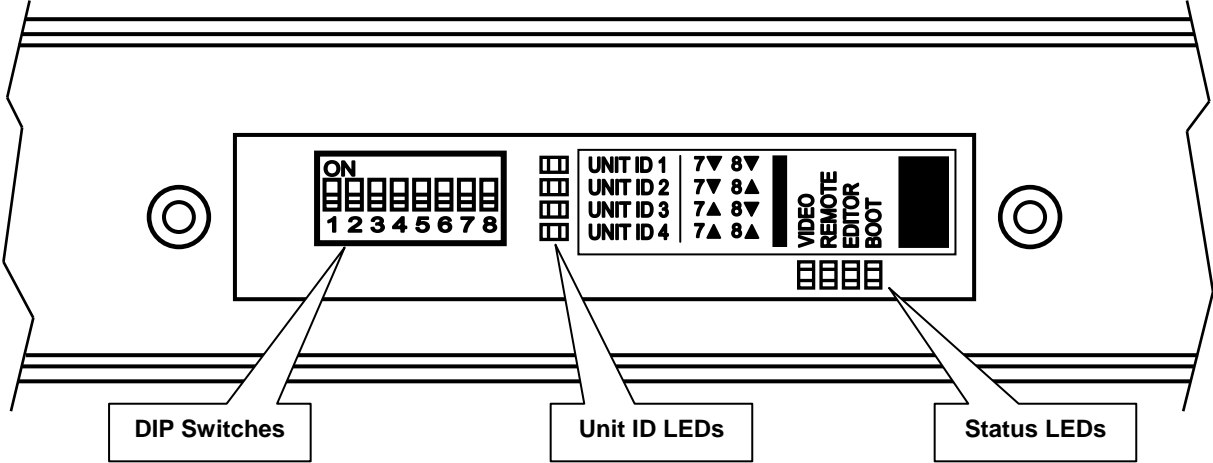 ON
1 2 3 4 5 6 7 8
UNIT ID 1 7▼ 8▼
UNIT ID 2 7▼ 8▲
UNIT ID 3 7▲ 8▼
UNIT ID 4 7▲ 8▲
VIDEO
REMOTE
EDITOR
BOOT
DIP Switches
Unit ID LEDs
Status LEDs